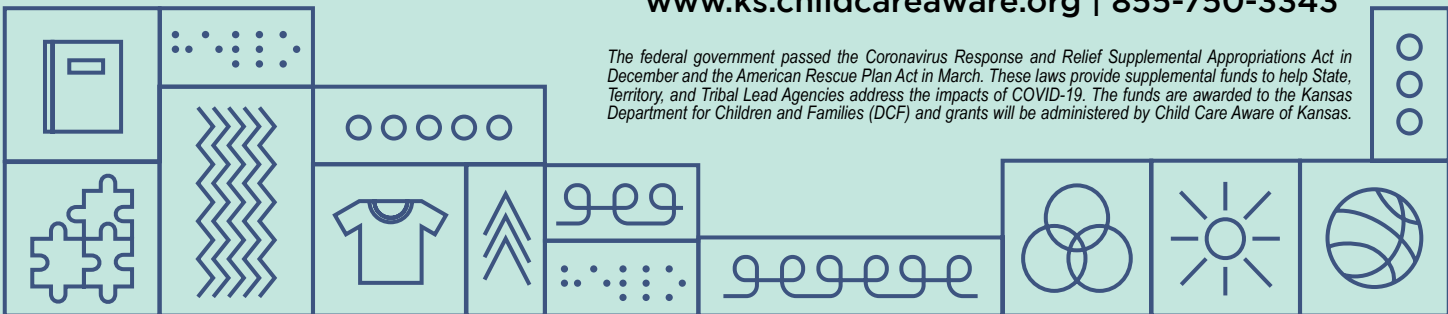 www.ks.childcareaware.org | 855-750-3343
The federal government passed the Coronavirus Response and Relief Supplemental Appropriations Act in
December and the American Rescue Plan Act in March. These laws provide supplemental funds to help State,
Territory, and Tribal Lead Agencies address the impacts of COVID-19. The funds are awarded to the Kansas
Department for Children and Families (DCF) and grants will be administered by Child Care Aware of Kansas.